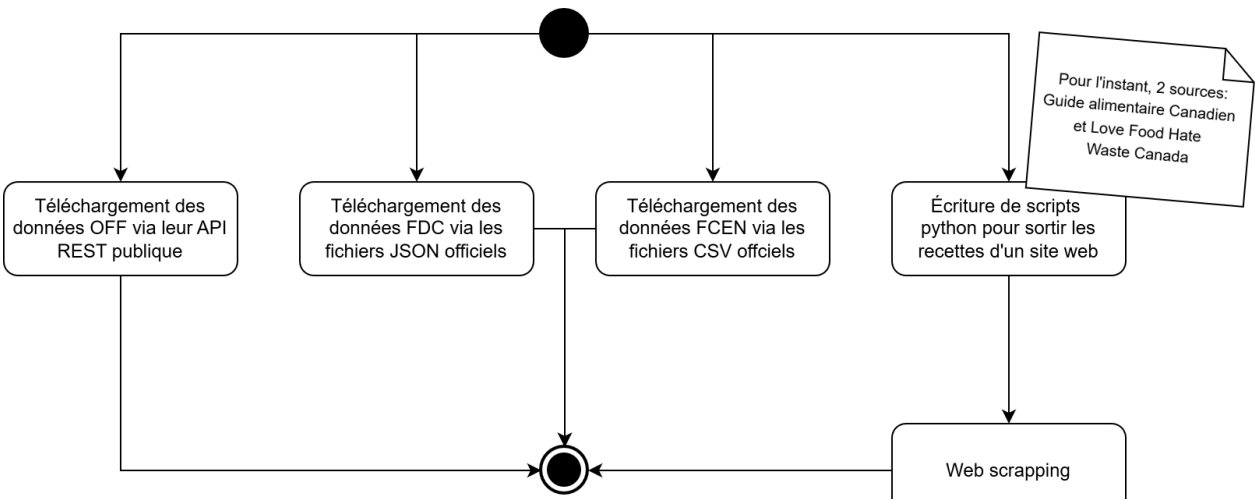 Pour l'instant, 2 sources:
Guide alimentaire Canadien
et Love Food Hate
Waste Canada
Téléchargement des
données OFF via leur API
REST publique
Téléchargement des
données FDC via les
fichiers JSON officiels
Téléchargement des
données FCEN via les
fichiers CSV offciels
Écriture de scripts
python pour sortir les
recettes d'un site web
Web scrapping